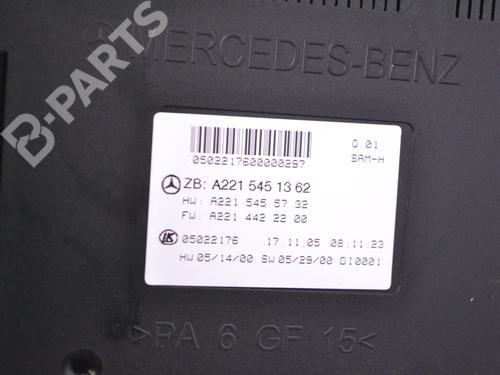 MERCEDES-BENZ
B-PARTS
0502217600000297
G.01
SAM-H
ZB: A221 545 13 62
HW: A221 545 57 32
FW: A221 442 22 00
05022176 17.11.05 08:11:23
HW 05/14/00 SW 05/29/00 DI0001
>PA 6 GF 15<